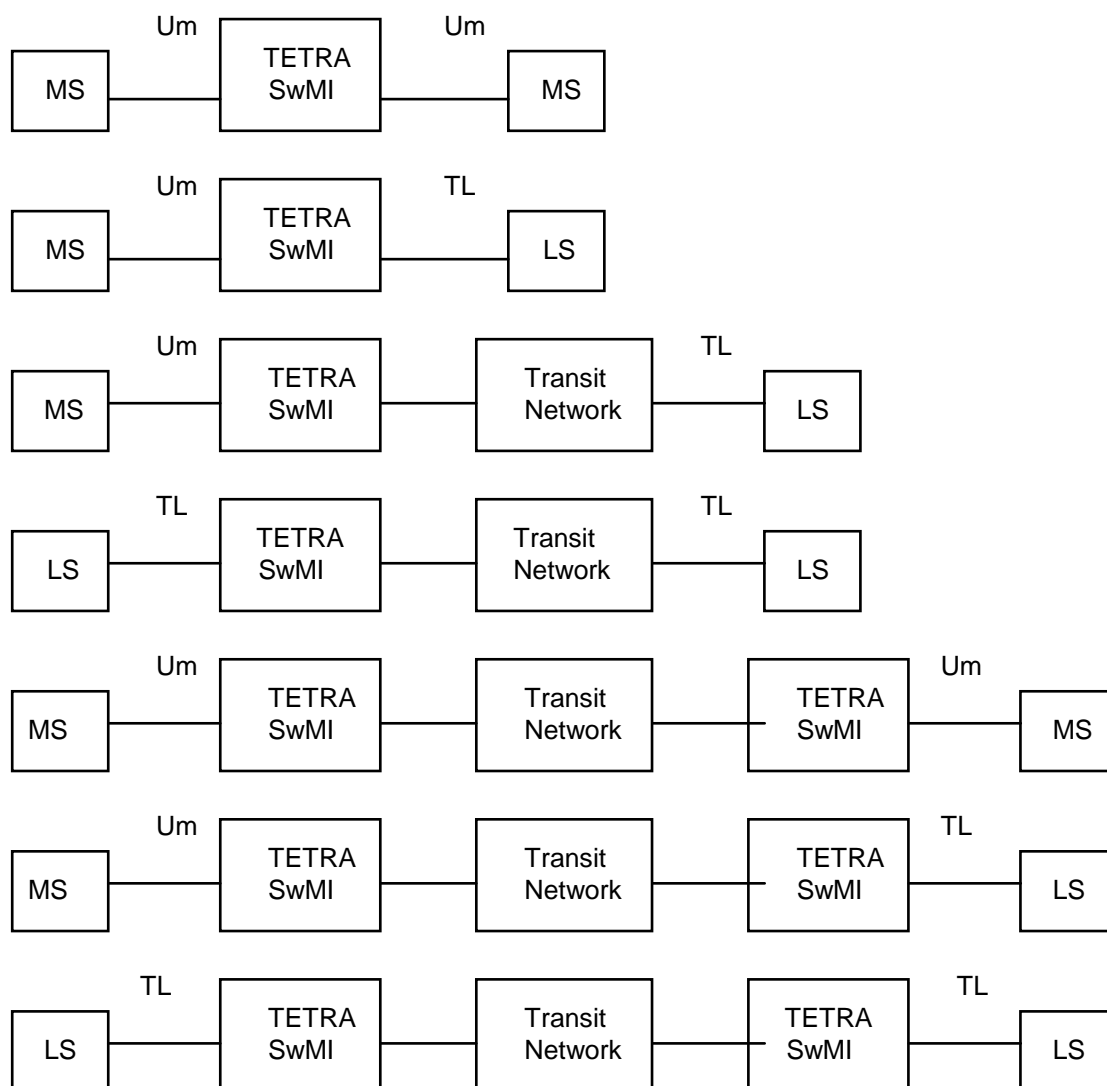 Um Um
MS TETRA SwMI MS
Um TL
MS TETRA SwMI LS
Um TL
MS TETRA SwMI Transit Network LS
TL TL
LS TETRA SwMI Transit Network LS
Um Um
MS TETRA SwMI Transit Network TETRA SwMI MS
Um TL
MS TETRA SwMI Transit Network TETRA SwMI LS
TL TL
LS TETRA SwMI Transit Network TETRA SwMI LS